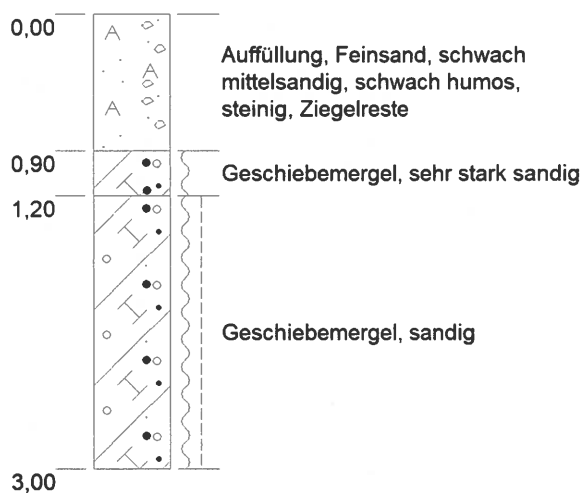 0,00
Auffüllung, Feinsand, schwach
mittelsandig, schwach humos,
steinig, Ziegelreste
0,90
Geschiebemergel, sehr stark sandig
1,20
Geschiebemergel, sandig
3,00